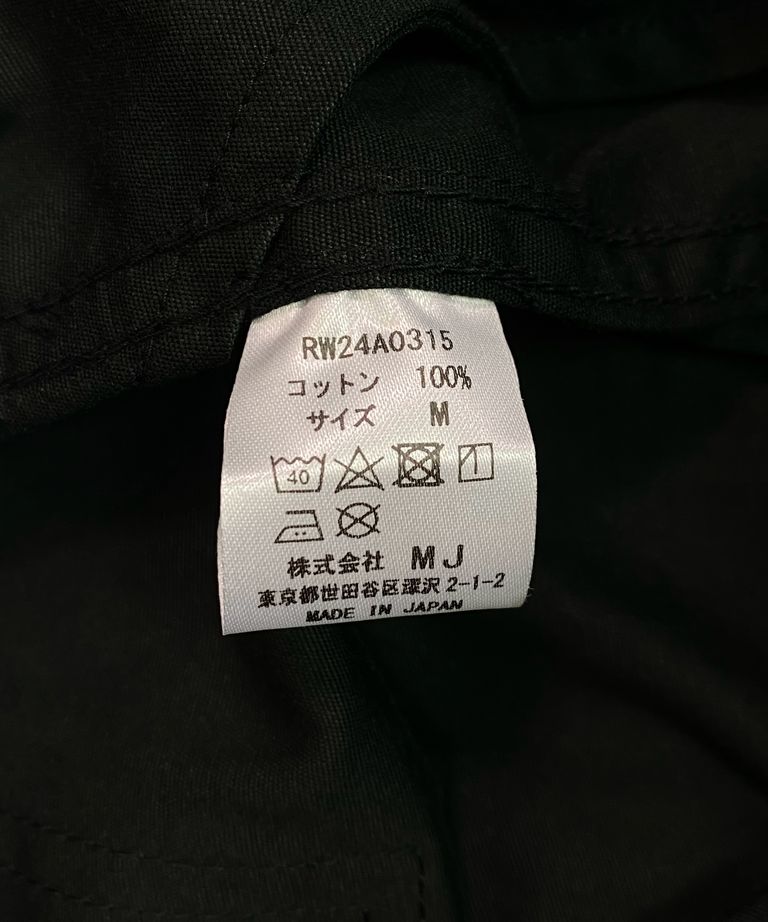 RW24A0315
コットン 100%
サイズ M
40
株式会社 MJ
東京都世田谷区深沢2-1-2
MADE IN JAPAN